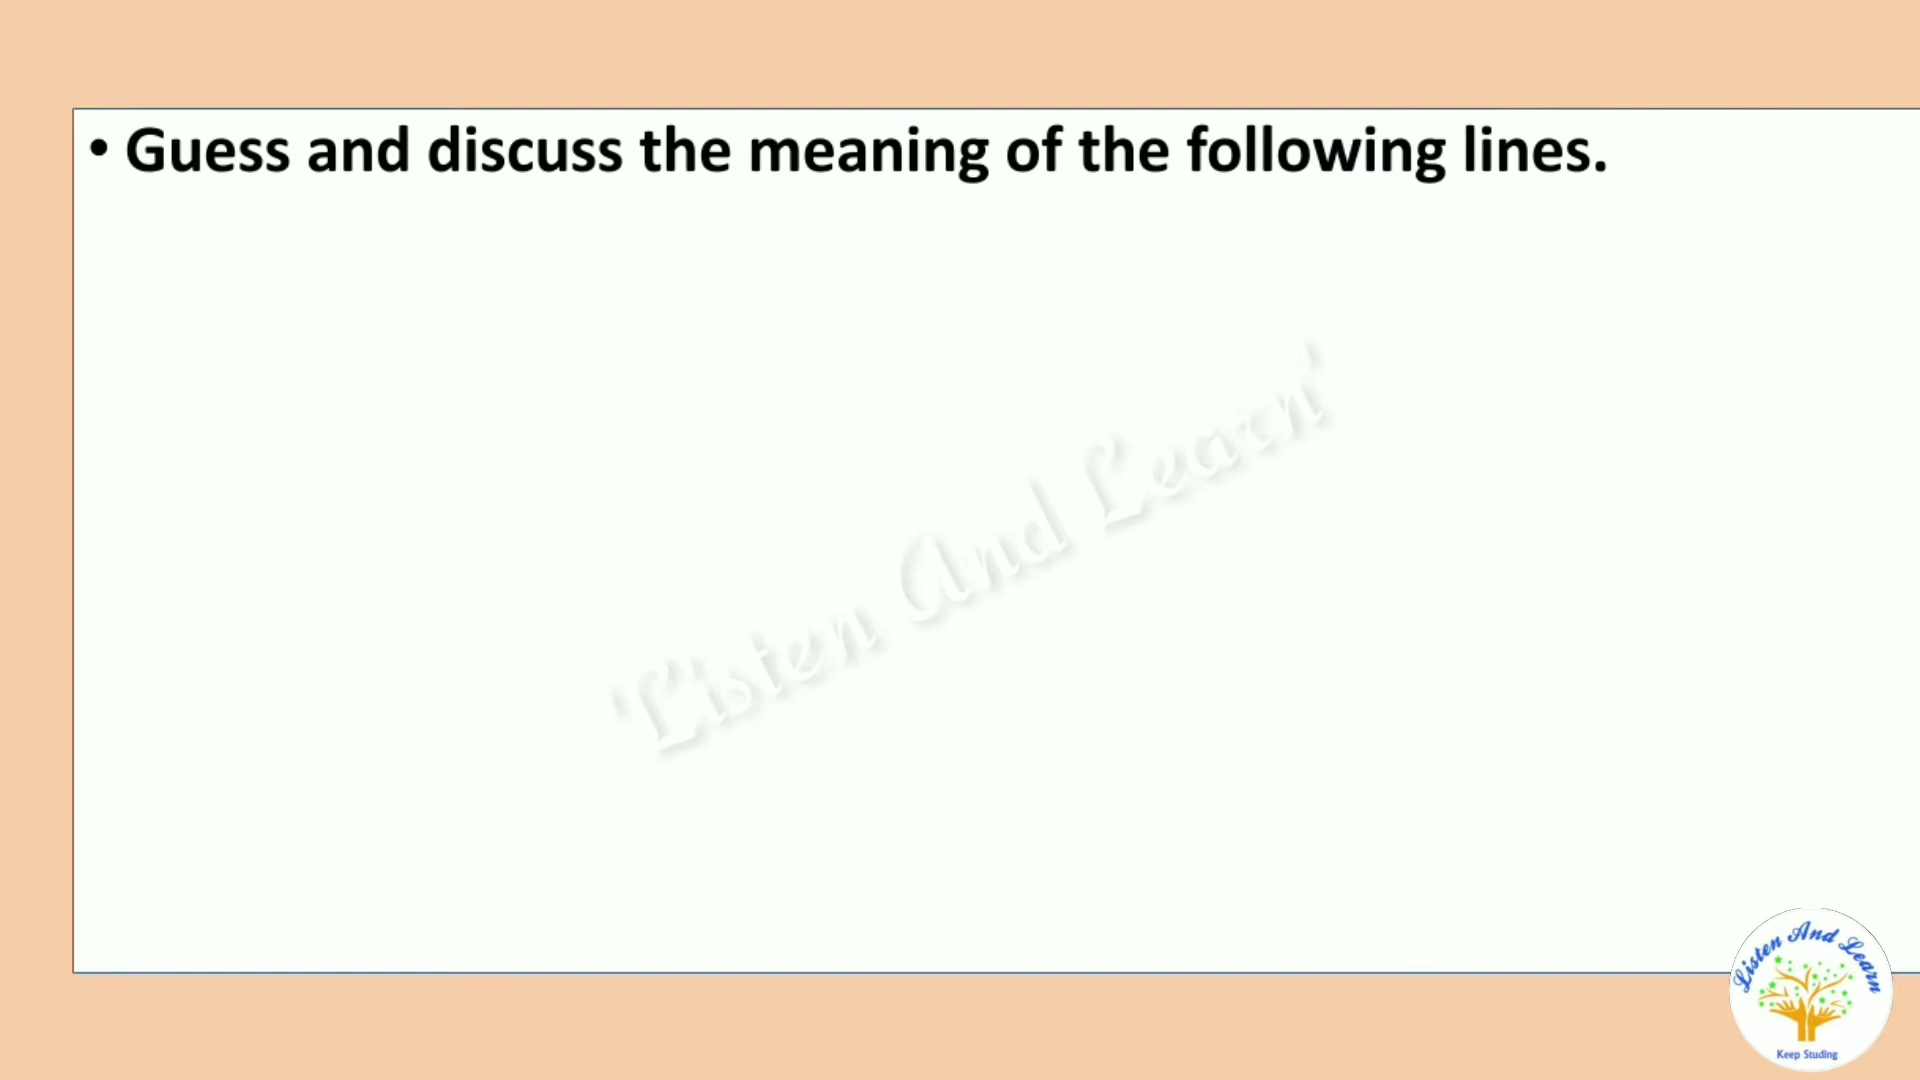 • Guess and discuss the meaning of the following lines.
'Listen And Learn'
Listen And Learn
Keep Studing